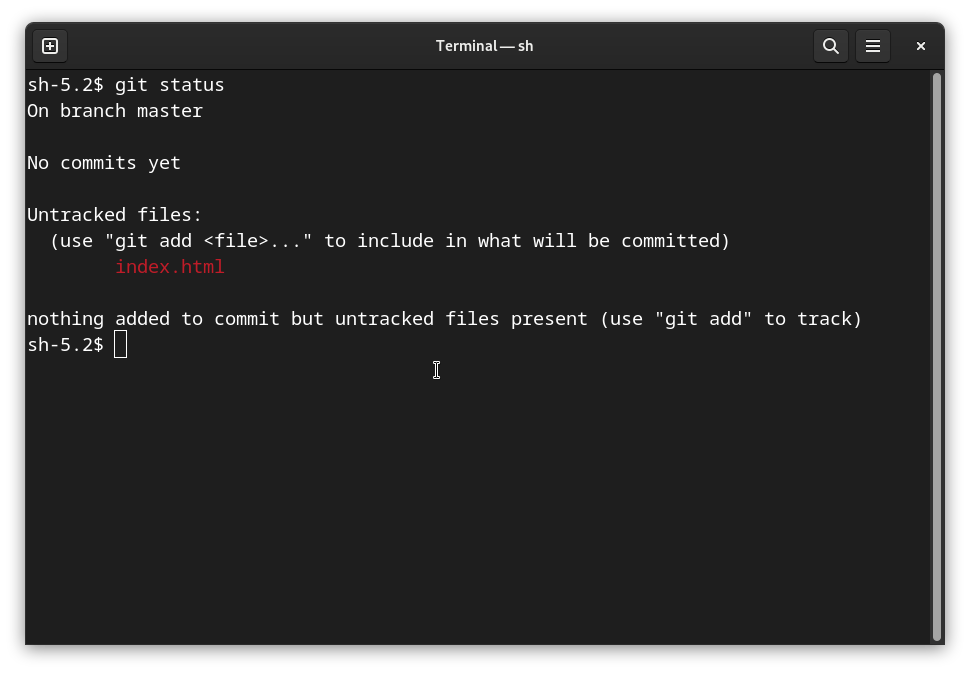 Terminal — sh
sh-5.2$ git status
On branch master
No commits yet
Untracked files:
  (use "git add <file>..." to include in what will be committed)
        index.html
nothing added to commit but untracked files present (use "git add" to track)
sh-5.2$